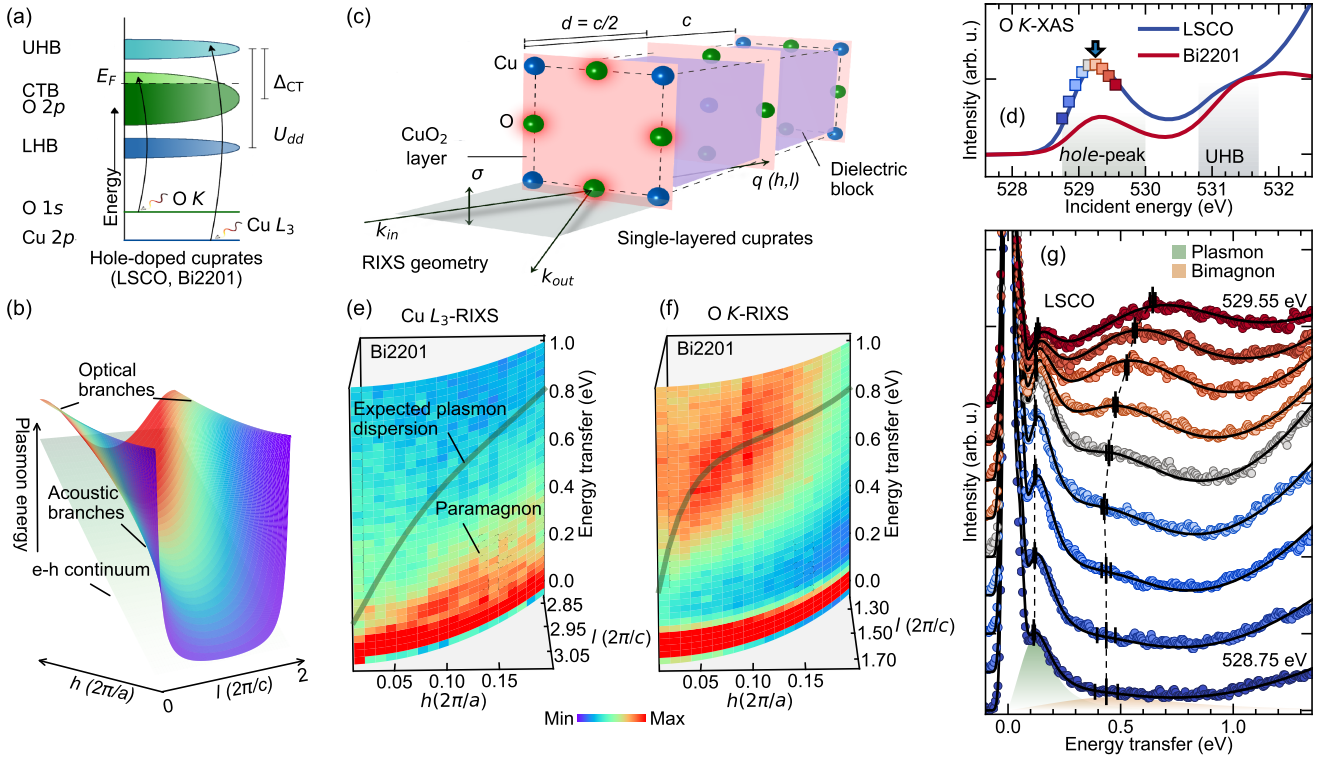 (a)
UHB
E_F
CTB
O 2p
LHB
Δ_CT
U_dd
Energy
O 1s
O K
Cu 2p
Cu L_3
Hole-doped cuprates
(LSCO, Bi2201)
(b)
Optical
branches
Plasmon energy
Acoustic
branches
e-h continuum
h (2π/a)
0
l (2π/c)
2
(c)
d = c/2
c
Cu
O
CuO_2
layer
σ
k_in
k_out
q (h,l)
Dielectric
block
RIXS geometry
Single-layered cuprates
O K-XAS
LSCO
Bi2201
Intensity (arb. u.)
(d)
hole-peak
UHB
528 529 530 531 532
Incident energy (eV)
(e)
Cu L_3-RIXS
Bi2201
Expected plasmon
dispersion
Paramagnon
1.0
0.8
0.6
0.4
0.2
0.0
Energy transfer (eV)
2.85
2.95
3.05
l (2π/c)
0.05 0.10 0.15
h(2π/a)
(f)
O K-RIXS
Bi2201
1.0
0.8
0.6
0.4
0.2
0.0
Energy transfer (eV)
1.30
1.50
1.70
l (2π/c)
0.05 0.10 0.15
h(2π/a)
Min Max
(g)
Plasmon
Bimagnon
LSCO
529.55 eV
528.75 eV
Intensity (arb. u.)
0.0 0.5 1.0
Energy transfer (eV)